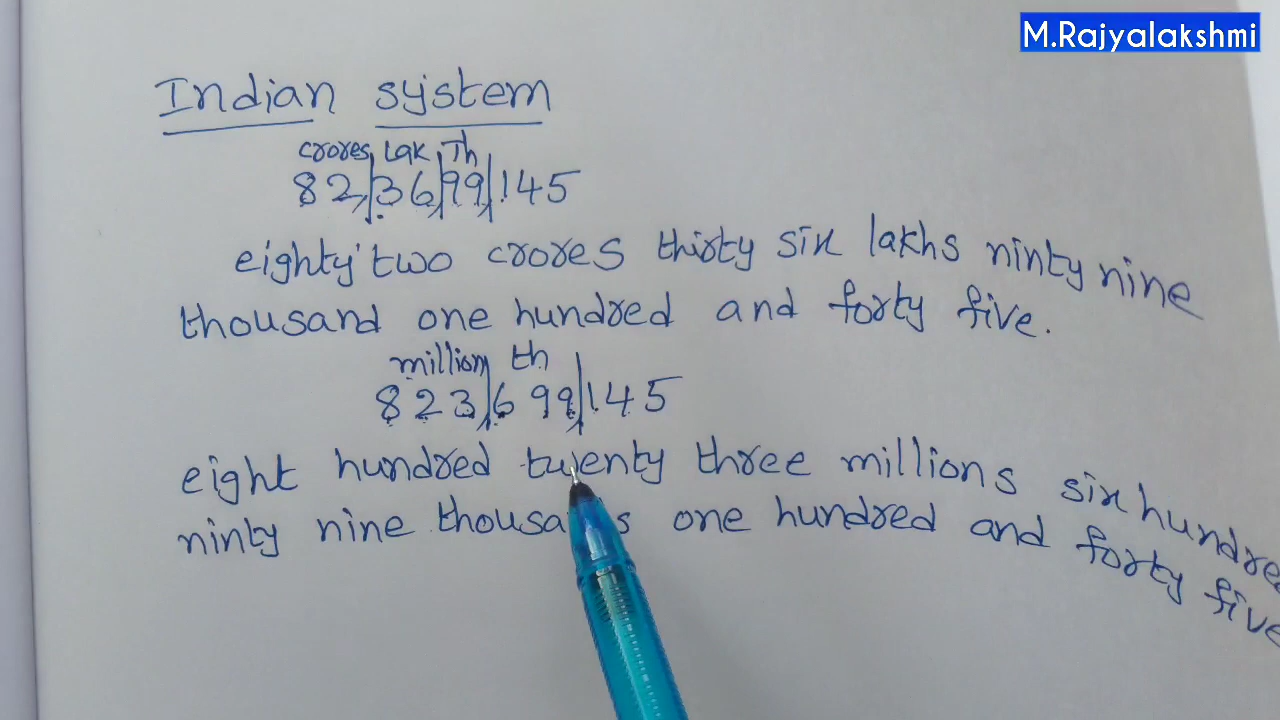 M.Rajyalakshmi
Indian system
crores Lak Th
82,36,99,145
eighty two crores thirty six lakhs ninty nine
thousand one hundred and forty five.
million th
823,699,145
eight hundred twenty three millions six hundre
ninty nine one hundred and forty five